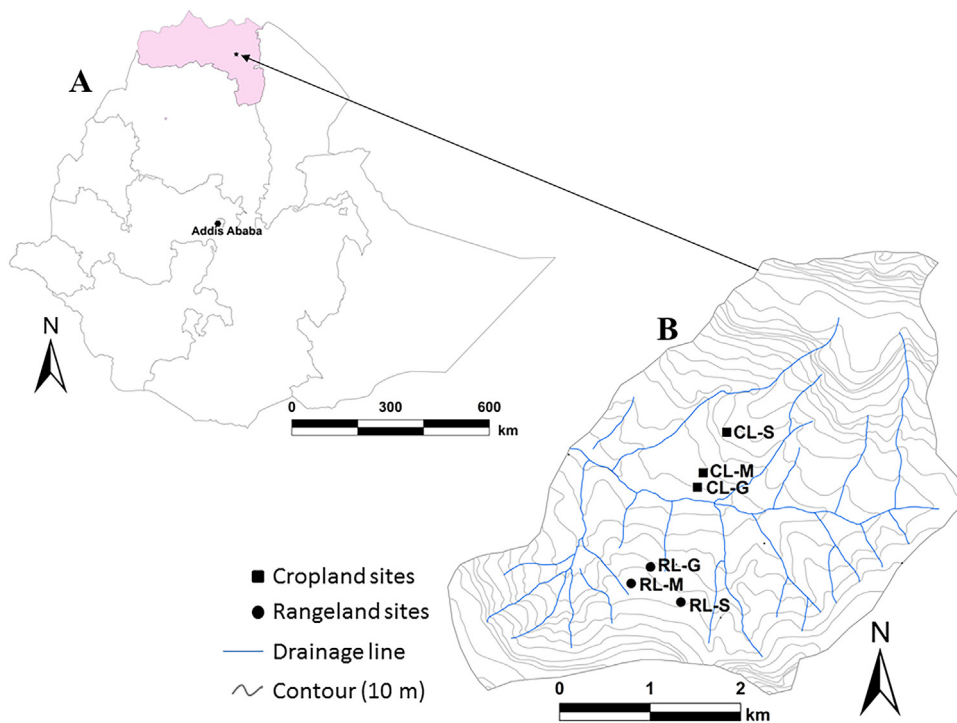 A
Addis Ababa
N
0 300 600
km
B
CL-S
CL-M
CL-G
RL-G
RL-M
RL-S
Cropland sites
Rangeland sites
Drainage line
Contour (10 m)
N
0 1 2
km